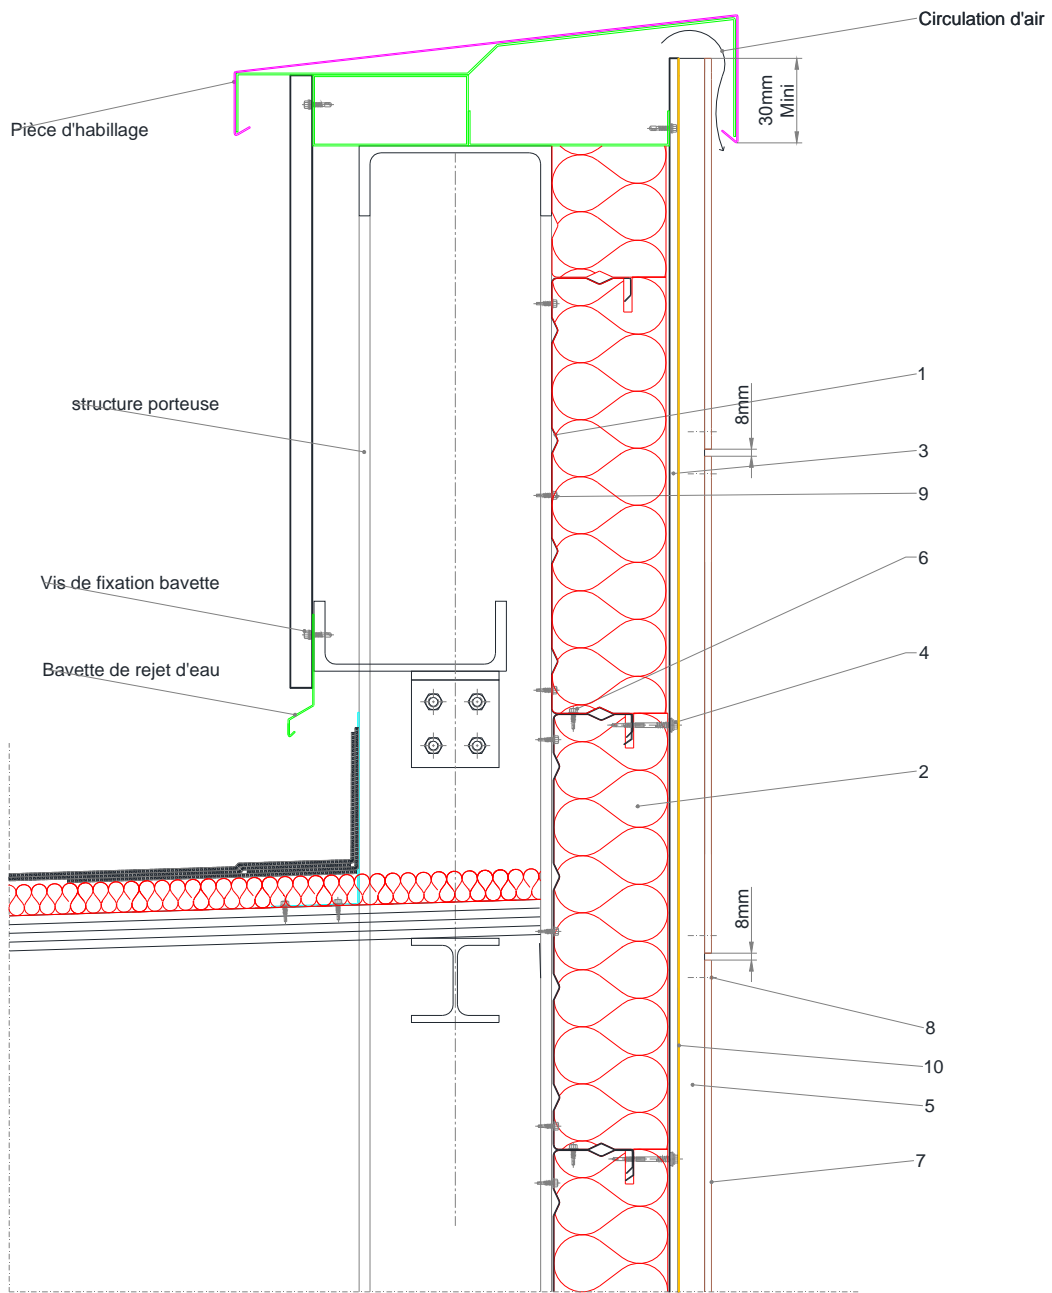 Circulation d'air
30mm
Mini
Pièce d'habillage
1
8mm
structure porteuse
3
9
6
Vis de fixation bavette
4
Bavette de rejet d'eau
2
8mm
8
10
5
7